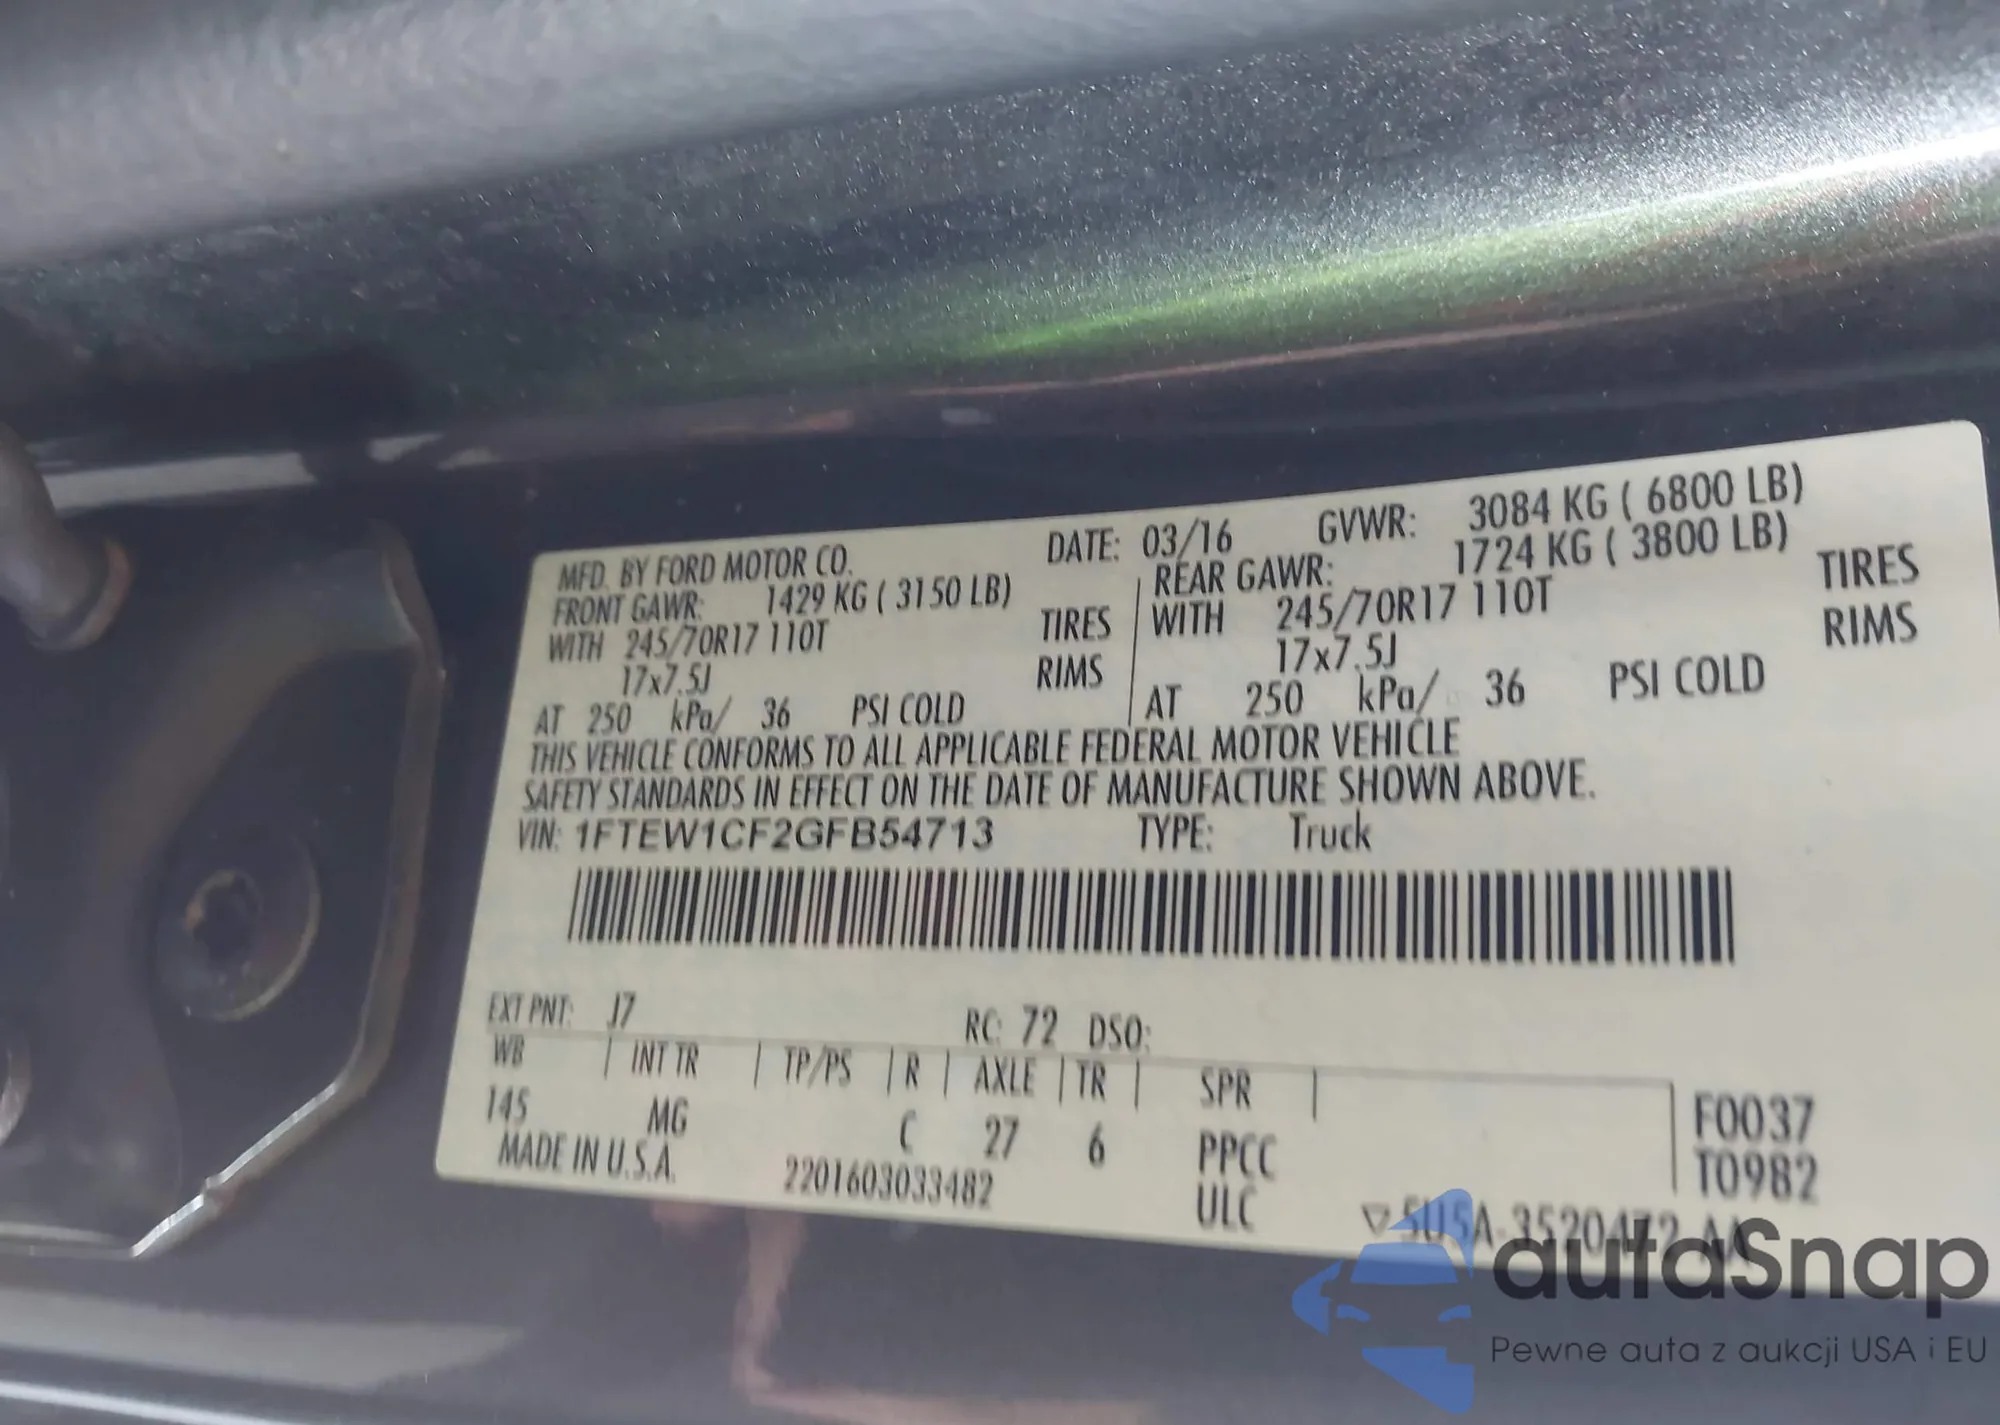 MFD. BY FORD MOTOR CO. DATE: 03/16 GVWR: 3084 KG ( 6800 LB)
FRONT GAWR: 1429 KG ( 3150 LB) REAR GAWR: 1724 KG ( 3800 LB)
WITH 245/70R17 110T TIRES WITH 245/70R17 110T TIRES
17x7.5J RIMS 17x7.5J RIMS
AT 250 kPa/ 36 PSI COLD AT 250 kPa/ 36 PSI COLD
THIS VEHICLE CONFORMS TO ALL APPLICABLE FEDERAL MOTOR VEHICLE
SAFETY STANDARDS IN EFFECT ON THE DATE OF MANUFACTURE SHOWN ABOVE.
VIN: 1FTEW1CF2GFB54713 TYPE: Truck
EXT PNT: J7 RC: 72 DSO:
WB | INT TR | TP/PS | R | AXLE | TR | SPR |
145 MG C 27 6 PPCC
F0037
T0982
MADE IN U.S.A. 2201603033482 ULC
5U5A-3520472-AA
autaSnap
Pewne auta z aukcji USA i EU